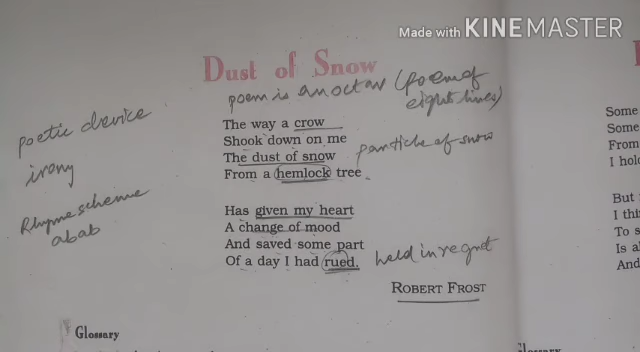 Made with KINEMASTER
Dust of Snow
poem is an octav (poem of
eight lines)
poetic device
irony
Rhyme scheme
abab
The way a crow
Shook down on me
The dust of snow
particle of snow
From a hemlock tree.
Has given my heart
A change of mood
And saved some part
Of a day I had rued.
held in regret
ROBERT FROST
Glossary
Some
Some
From
I hold
But
I thi
To s
Is a
And